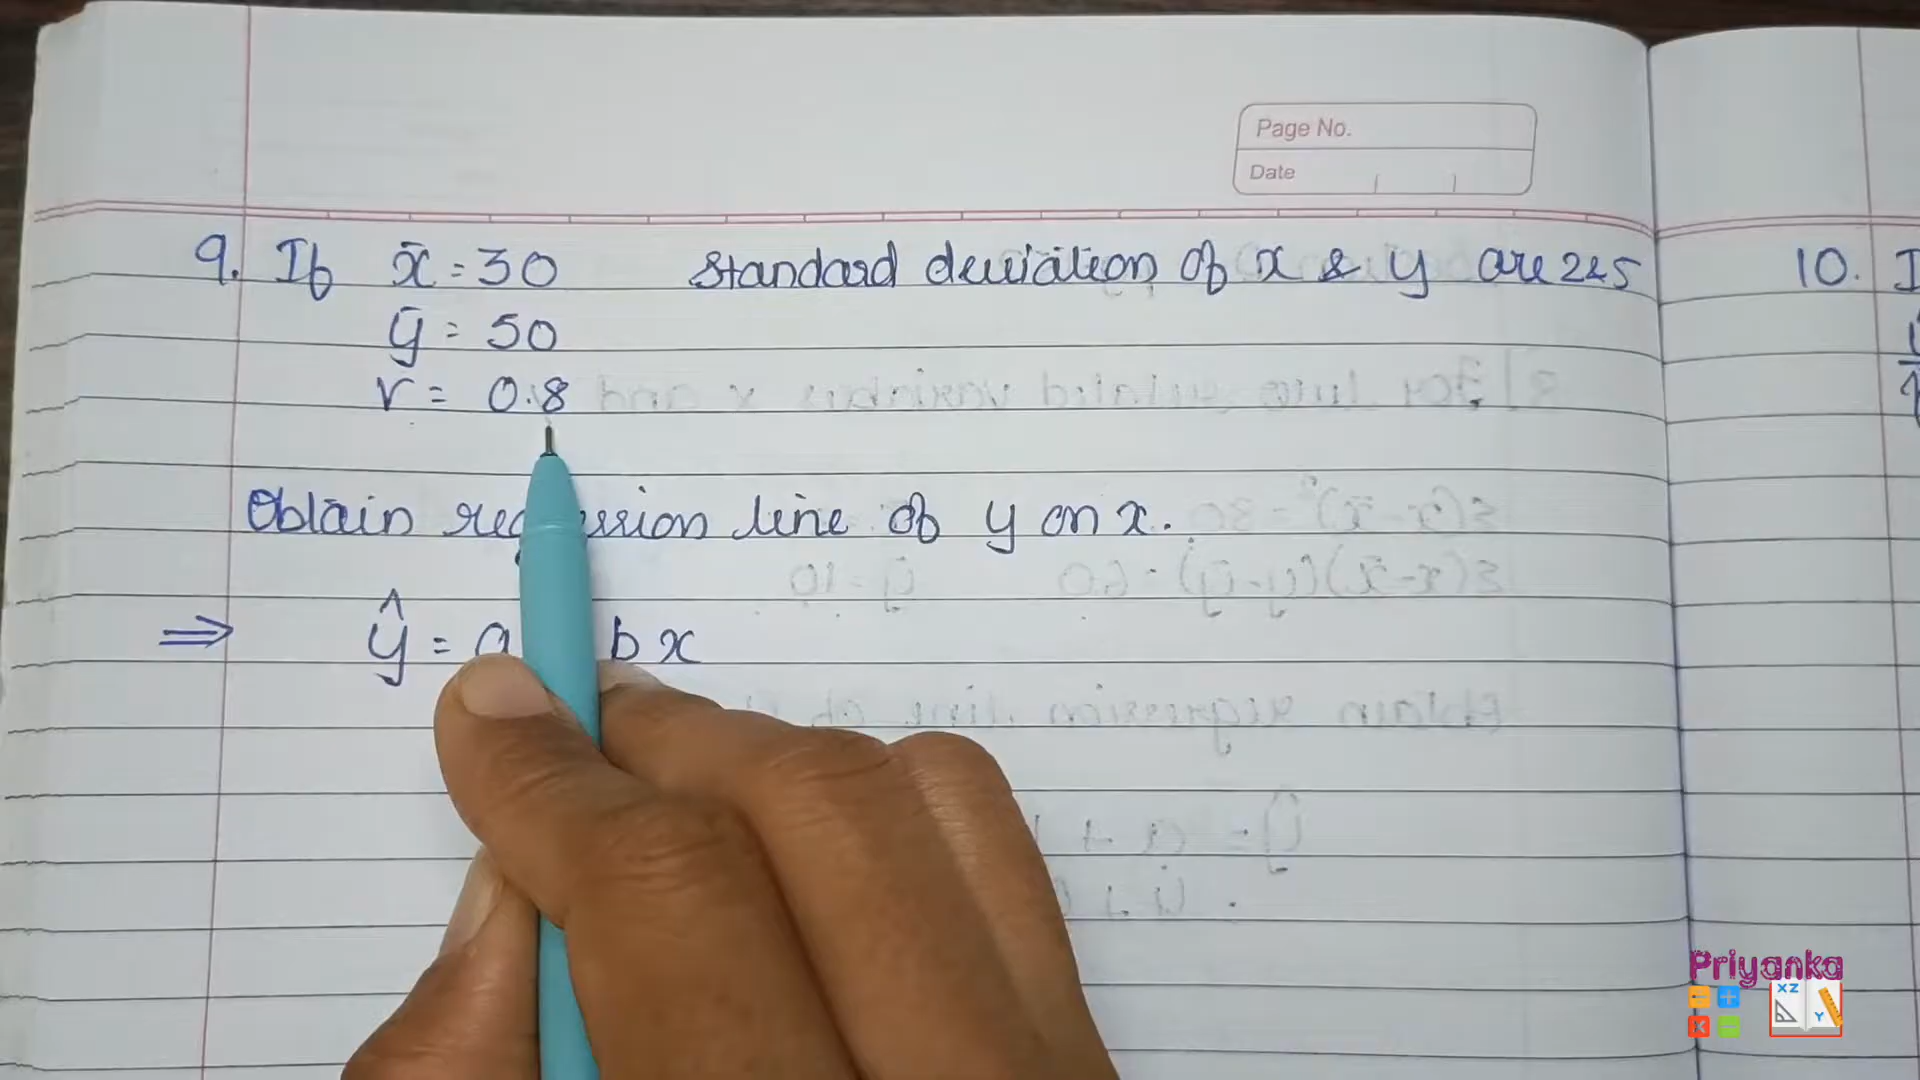 Page No.
Date
9. If x̄ = 30 standard deviation of x & y are 2 & 5
ȳ = 50
r = 0.8
Obtain line of y on x.
⇒ ŷ = a bx
10. I
Priyanka
XZ
Y